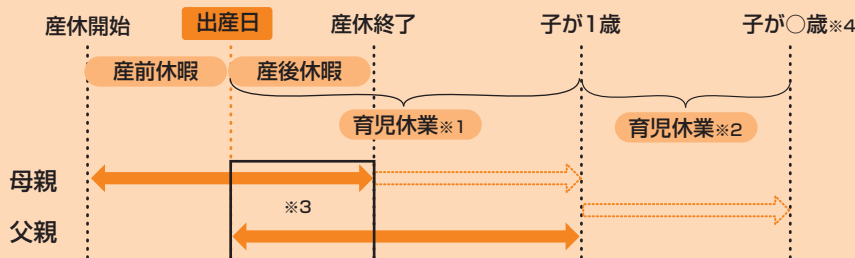 産休開始 出産日 産休終了 子が1歳 子が○歳※4
産前休暇 産後休暇
育児休業※1 育児休業※2
母親
※3
父親